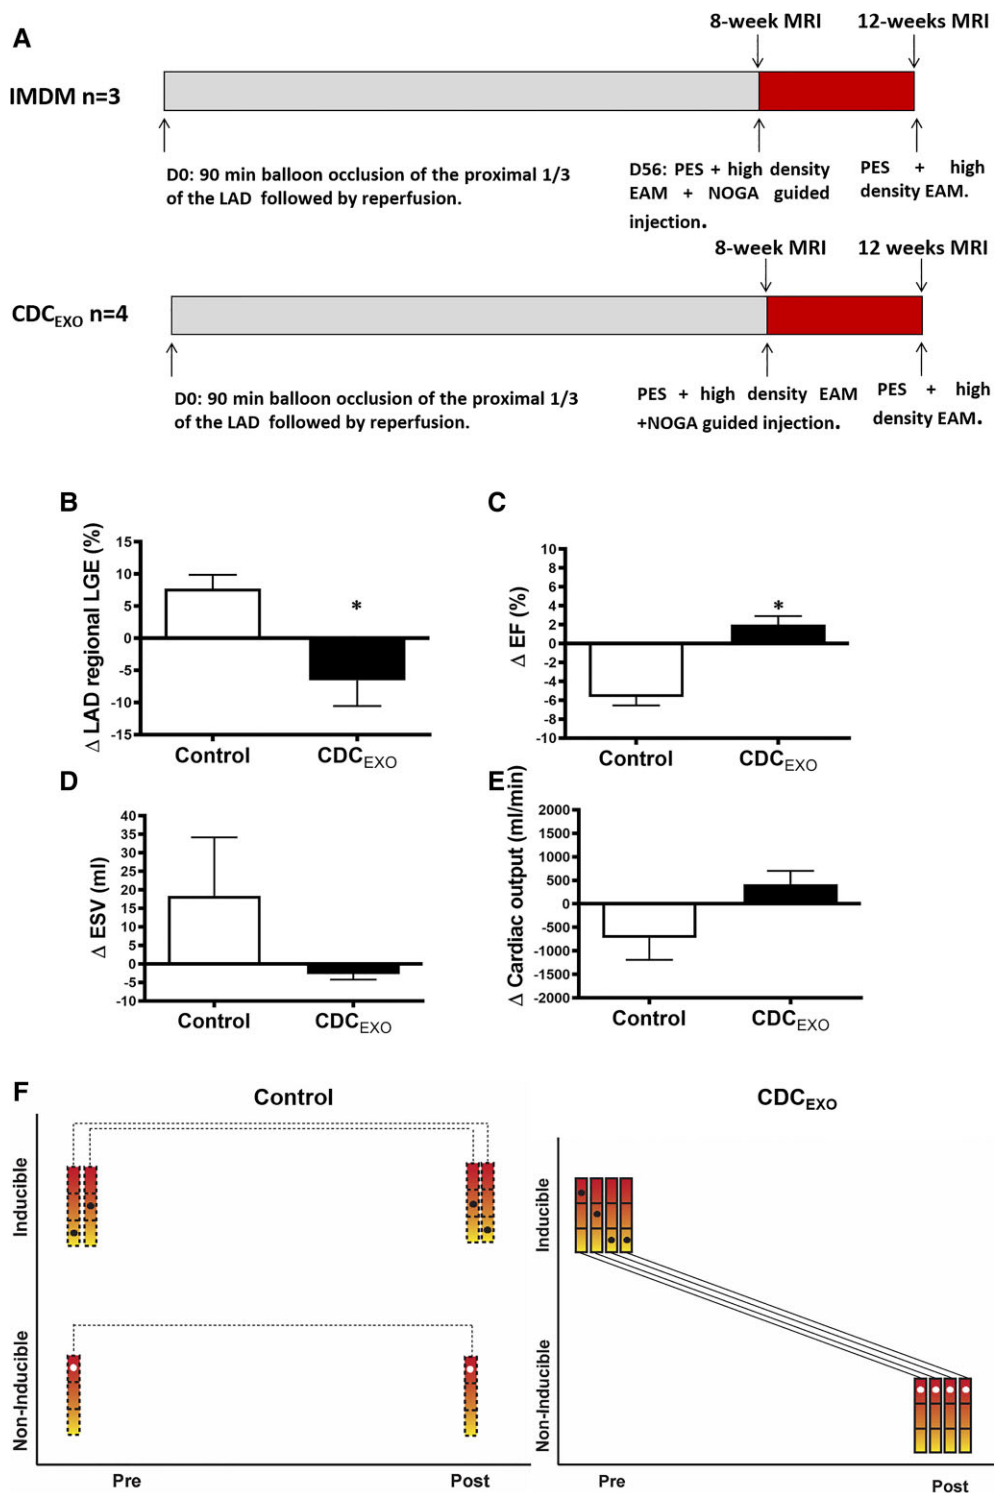 A
8-week MRI 12-weeks MRI
IMDM n=3
D0: 90 min balloon occlusion of the proximal 1/3
of the LAD followed by reperfusion.
D56: PES + high density
EAM + NOGA guided
injection.
PES + high
density EAM.
8-week MRI 12 weeks MRI
CDCEXO n=4
D0: 90 min balloon occlusion of the proximal 1/3
of the LAD followed by reperfusion.
PES + high density EAM
+NOGA guided injection.
PES + high
density EAM.
B
Δ LAD regional LGE (%)
15
10
5
0
-5
-10
-15
*
Control CDCEXO
C
Δ EF (%)
10
8
6
4
2
0
-2
-4
-6
-8
-10
*
Control CDCEXO
D
Δ ESV (ml)
40
35
30
25
20
15
10
5
0
-5
-10
Control CDCEXO
E
Δ Cardiac output (ml/min)
2000
1500
1000
500
0
-500
-1000
-1500
-2000
Control CDCEXO
F
Control
Inducible
Non-Inducible
Pre Post
CDCEXO
Inducible
Non-Inducible
Pre Post